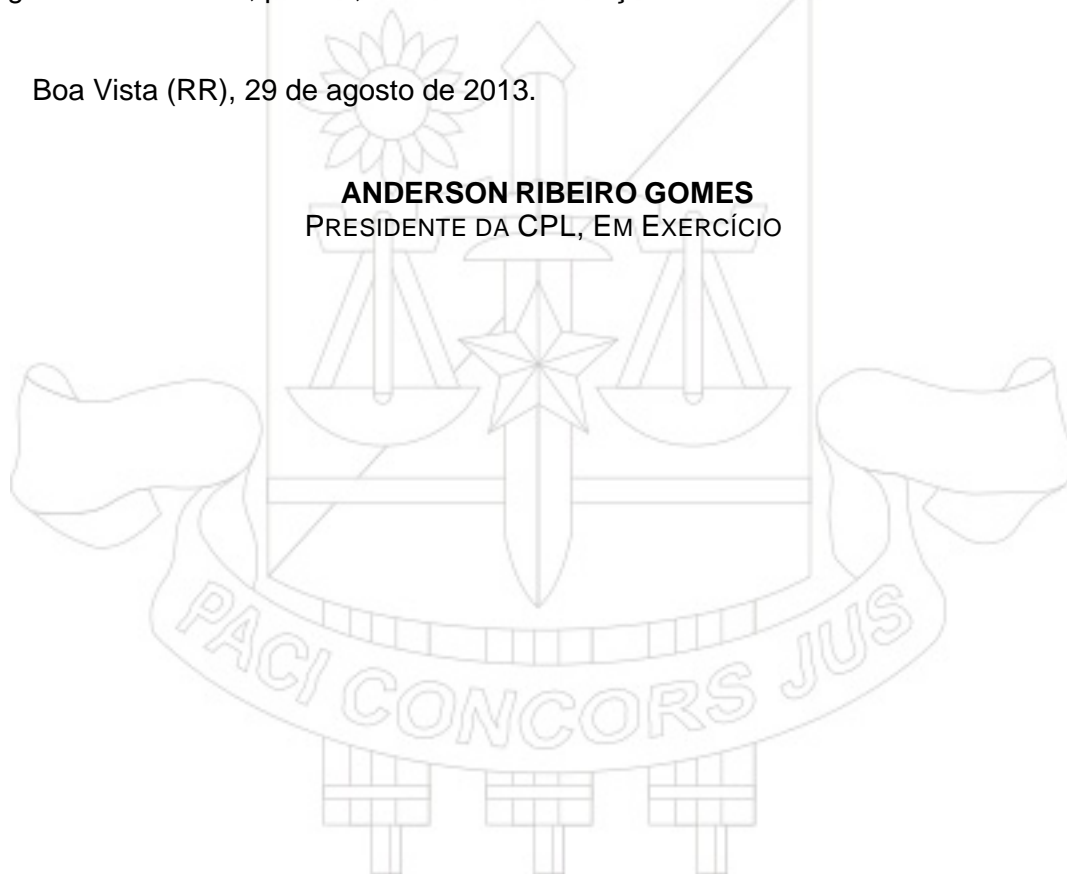 Boa Vista (RR), 29 de agosto de 2013.
ANDERSON RIBEIRO GOMES
PRESIDENTE DA CPL, EM EXERCÍCIO
PACI CONCORS JUS